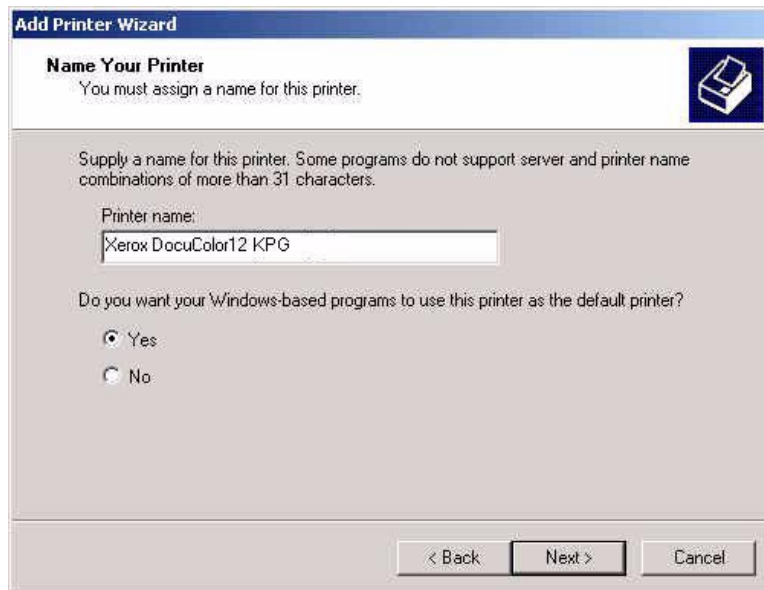 Add Printer Wizard
Name Your Printer
You must assign a name for this printer.
Supply a name for this printer. Some programs do not support server and printer name
combinations of more than 31 characters.
Printer name:
Xerox DocuColor12 KPG
Do you want your Windows-based programs to use this printer as the default printer?
Yes
No
< Back
Next >
Cancel